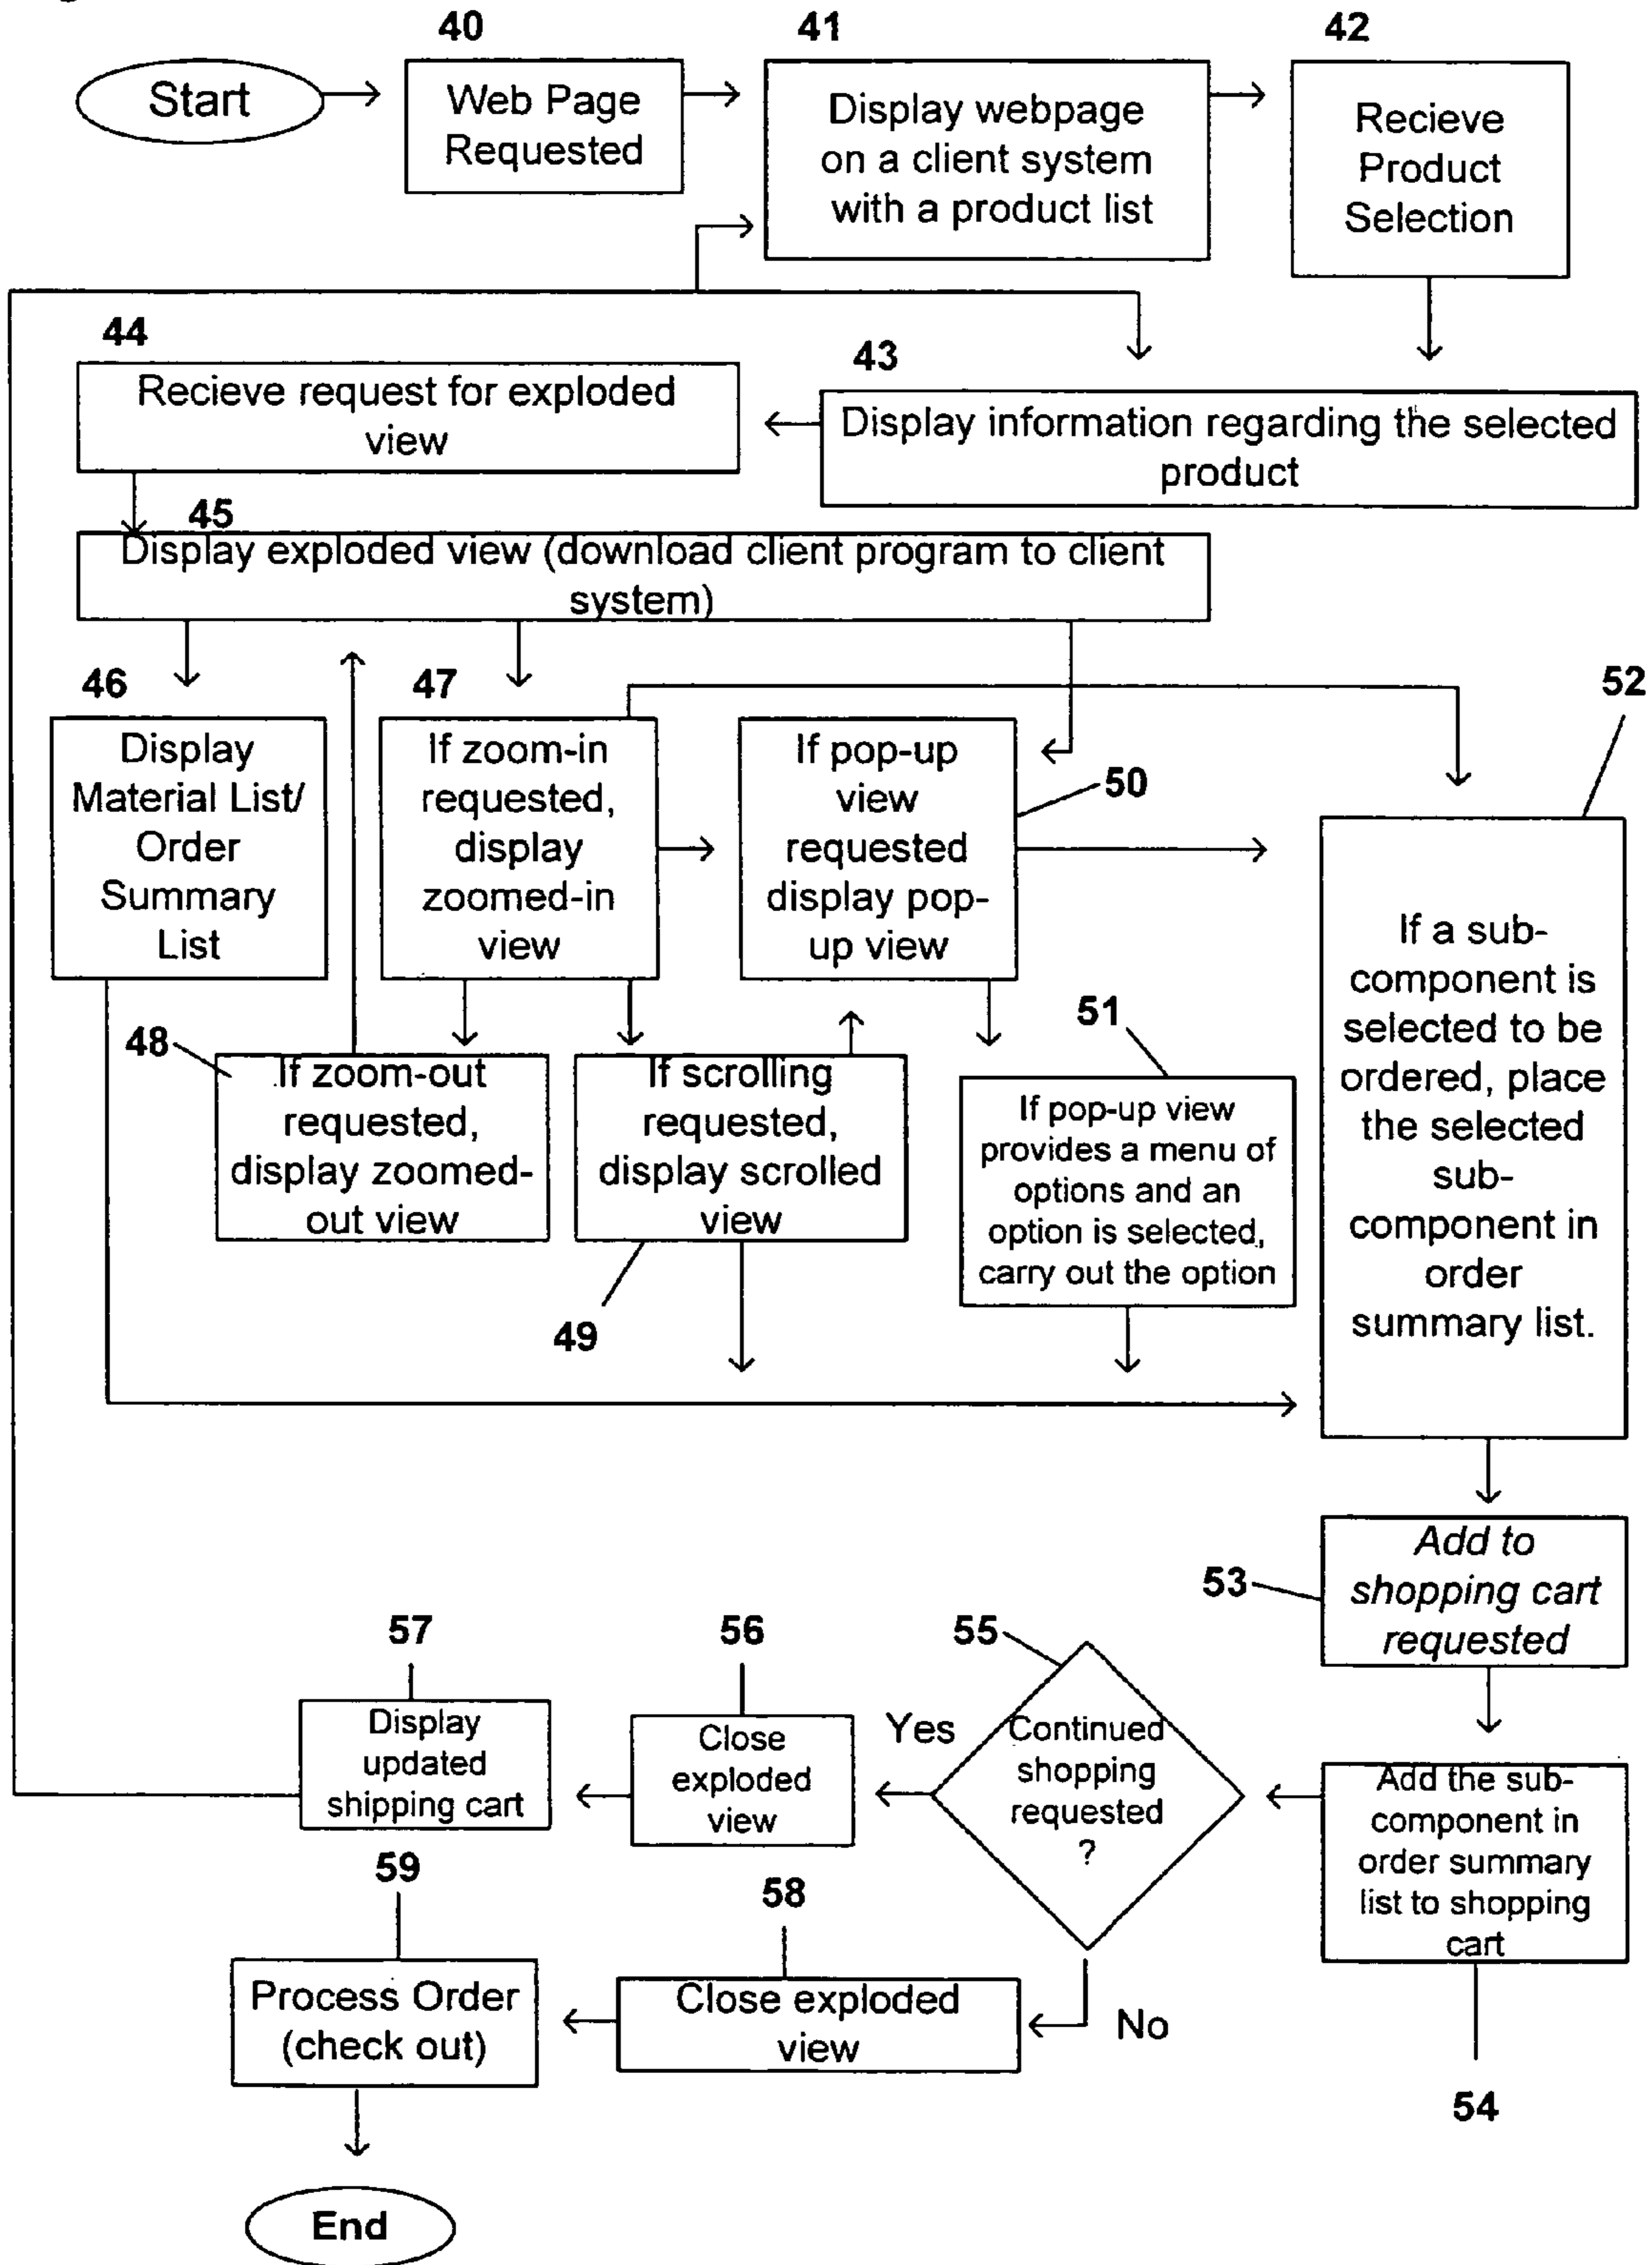 40
41
42
Start
Web Page
Requested
Display webpage
on a client system
with a product list
Recieve
Product
Selection
44
43
Recieve request for exploded
view
Display information regarding the selected
product
45
Display exploded view (download client program to client
system)
46
47
52
Display
Material List/
Order
Summary
List
If zoom-in
requested,
display
zoomed-in
view
If pop-up
view
requested
display pop-
up view
50
If a sub-
component is
selected to be
ordered, place
the selected
sub-
component in
order
summary list.
48
If zoom-out
requested,
display zoomed-
out view
If scrolling
requested,
display scrolled
view
49
51
If pop-up view
provides a menu of
options and an
option is selected,
carry out the option
53
Add to
shopping cart
requested
57
56
55
Display
updated
shipping cart
Close
exploded
view
Yes
Continued
shopping
requested
?
Add the sub-
component in
order summary
list to shopping
cart
59
58
Process Order
(check out)
Close exploded
view
No
54
End